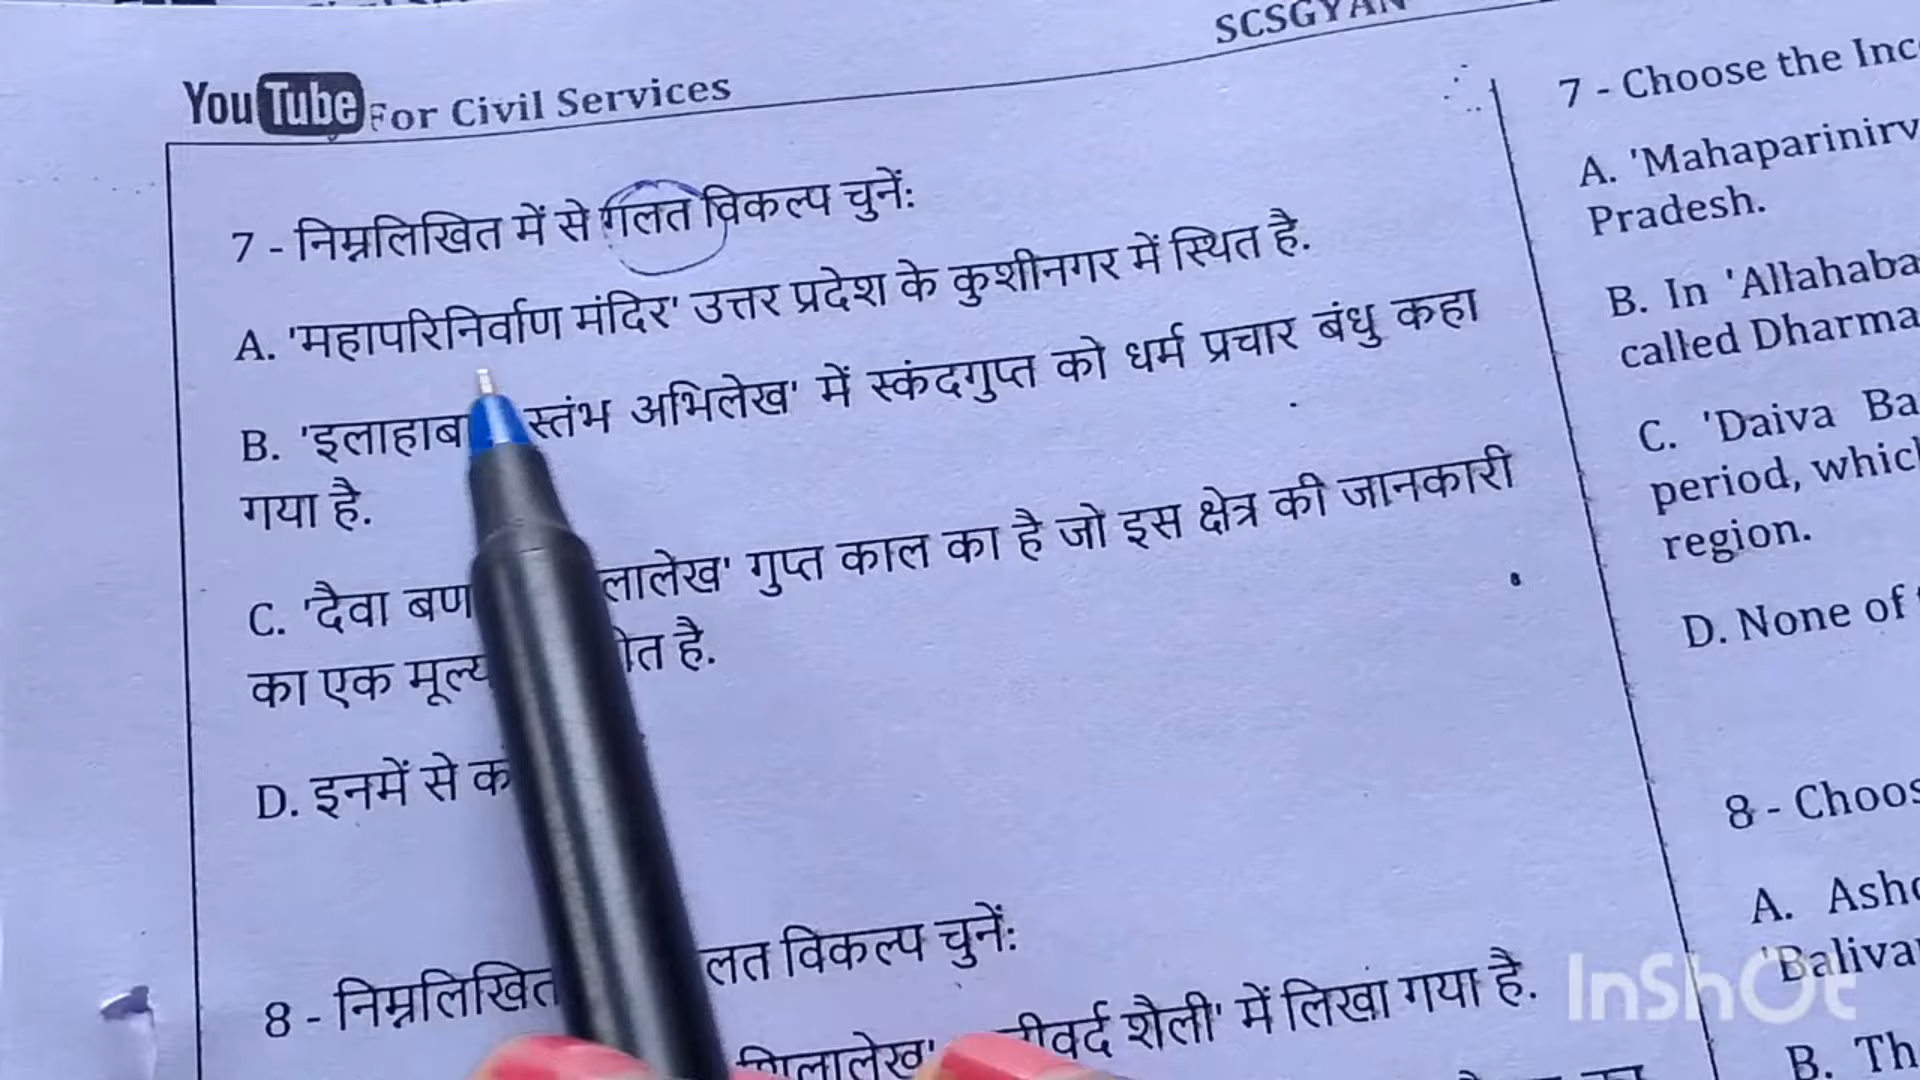 SCSGYAN
YouTube For Civil Services
7 - निम्नलिखित में से गलत विकल्प चुनें:
A. 'महापरिनिर्वाण मंदिर' उत्तर प्रदेश के कुशीनगर में स्थित है.
B. 'इलाहाब स्तंभ अभिलेख' में स्कंदगुप्त को धर्म प्रचार बंधु कहा
गया है.
C. 'दैवा बण लालेख' गुप्त काल का है जो इस क्षेत्र की जानकारी
का एक मूल्य ोत है.
D. इनमें से क
8 - निम्नलिखित लत विकल्प चुनें:
शिलालेख' ीवर्द शैली' में लिखा गया है.
7 - Choose the Inc
A. 'Mahaparinirv
Pradesh.
B. In 'Allahaba
called Dharma
C. 'Daiva Ba
period, which
region.
D. None of
8 - Choos
A. Asho
'Baliva
B. Th
InShOt